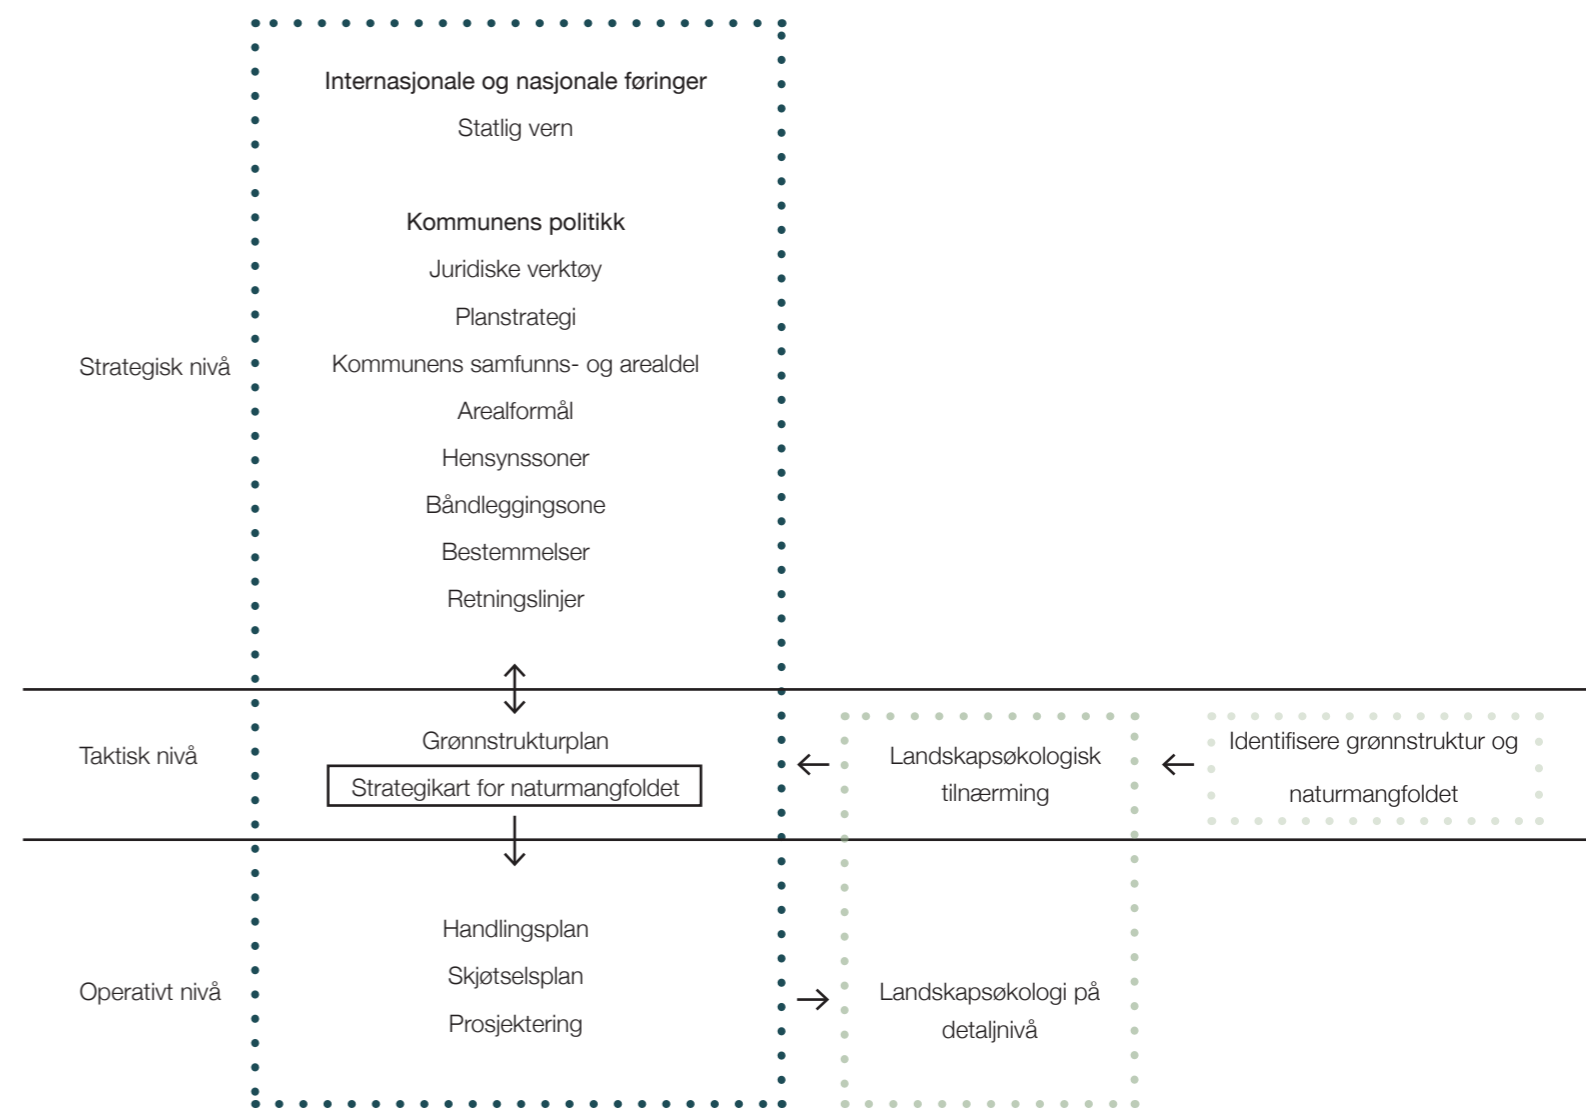 Internasjonale og nasjonale føringer
Statlig vern
Kommunens politikk
Juridiske verktøy
Planstrategi
Strategisk nivå
Kommunens samfunns- og arealdel
Arealformål
Hensynssoner
Båndleggingsone
Bestemmelser
Retningslinjer
Taktisk nivå
Grønnstrukturplan
Strategikart for naturmangfoldet
Landskapsøkologisk
tilnærming
Identifisere grønnstruktur og
naturmangfoldet
Operativt nivå
Handlingsplan
Skjøtselsplan
Prosjektering
Landskapsøkologi på
detaljnivå